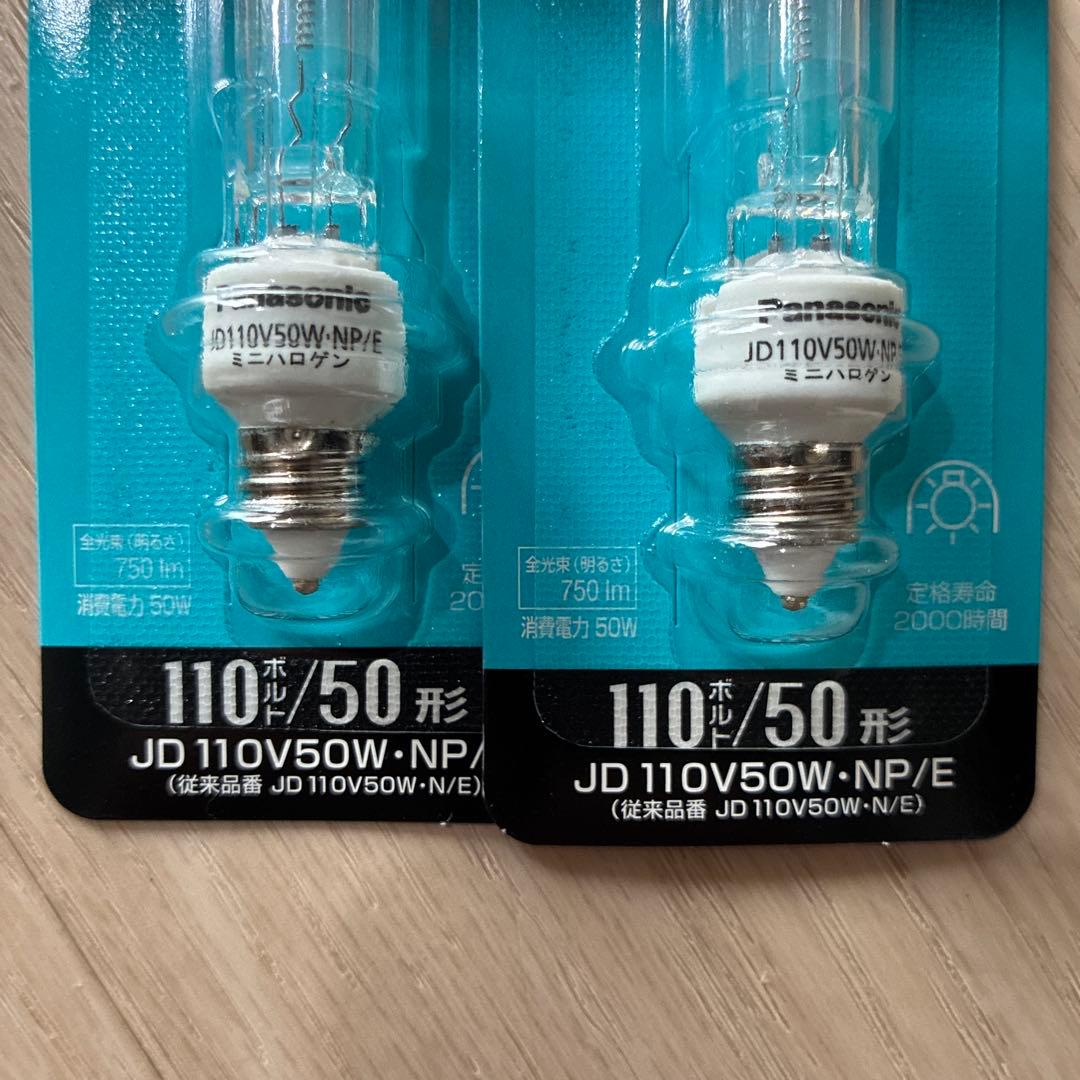 Panasonic
JD110V50W・NP/E
ミニハロゲン
全光束(明るさ)
750 lm
消費電力 50W
定
20
110ボルト/50形
JD 110V50W・NP/
(従来品番 JD 110V50W・N/E)
Panasonic
JD110V50W・NP
ミニハロゲン
全光束(明るさ)
750 lm
消費電力 50W
定格寿命
2000時間
110ボルト/50形
JD 110V50W・NP/E
(従来品番 JD 110V50W・N/E)